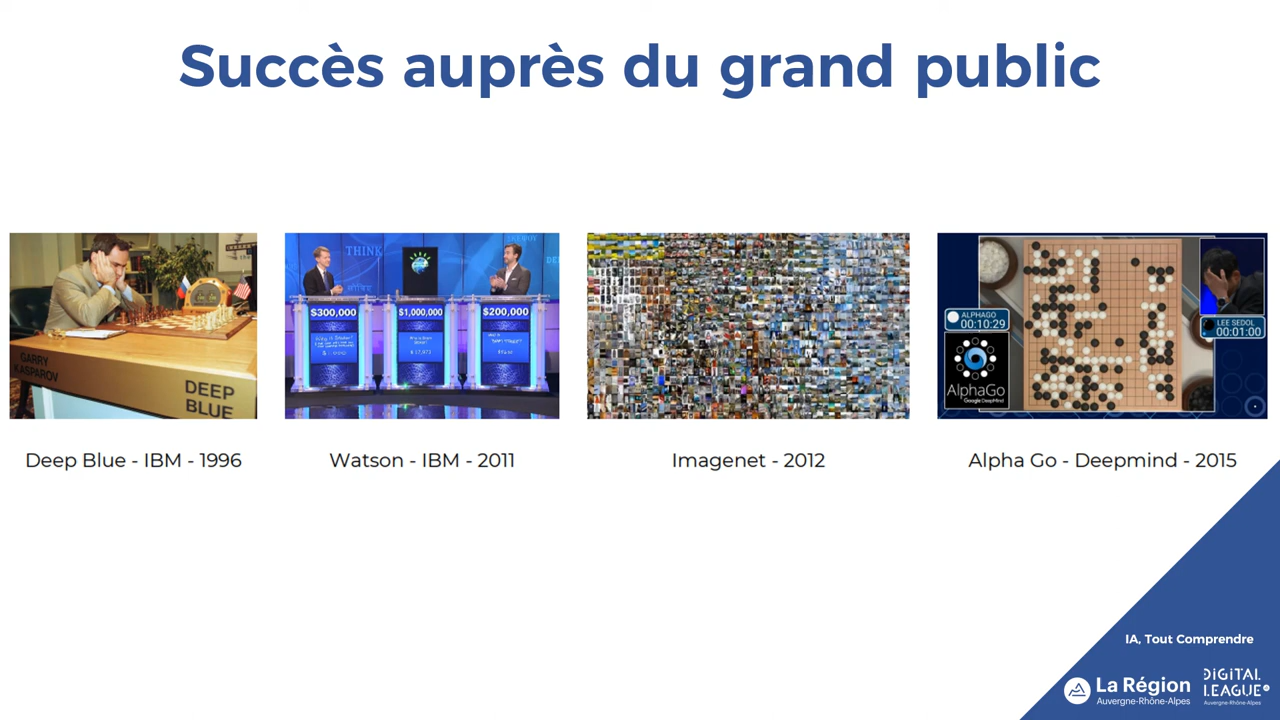 Succès auprès du grand public
GARRY
KASPAROV
DEEP
BLUE
THINK
$300,000
$1,000,000
$200,000
ALPHAGO
00:10:29
LEE SEDOL
00:01:00
AlphaGo
Google DeepMind
Deep Blue - IBM - 1996
Watson - IBM - 2011
Imagenet - 2012
Alpha Go - Deepmind - 2015
IA, Tout Comprendre
La Région
Auvergne-Rhône-Alpes
DIGITAL
LEAGUE
Auvergne-Rhône-Alpes